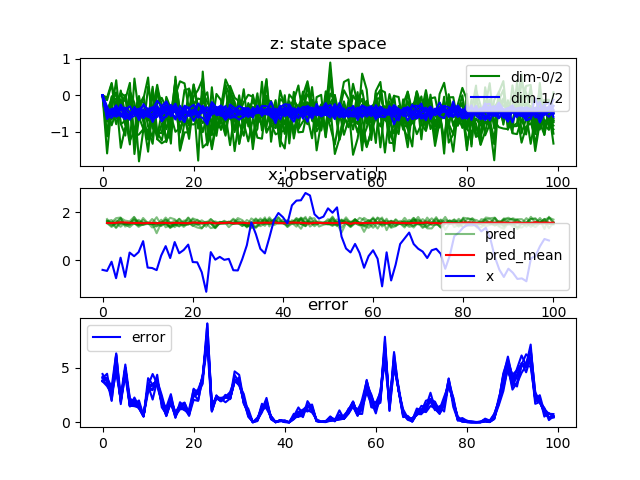 z: state space
1
0
−1
dim-0/2
dim-1/2
0
20
40
60
80
100
x: observation
2
0
pred
pred_mean
x
0
20
40
60
80
100
error
5
0
error
0
20
40
60
80
100